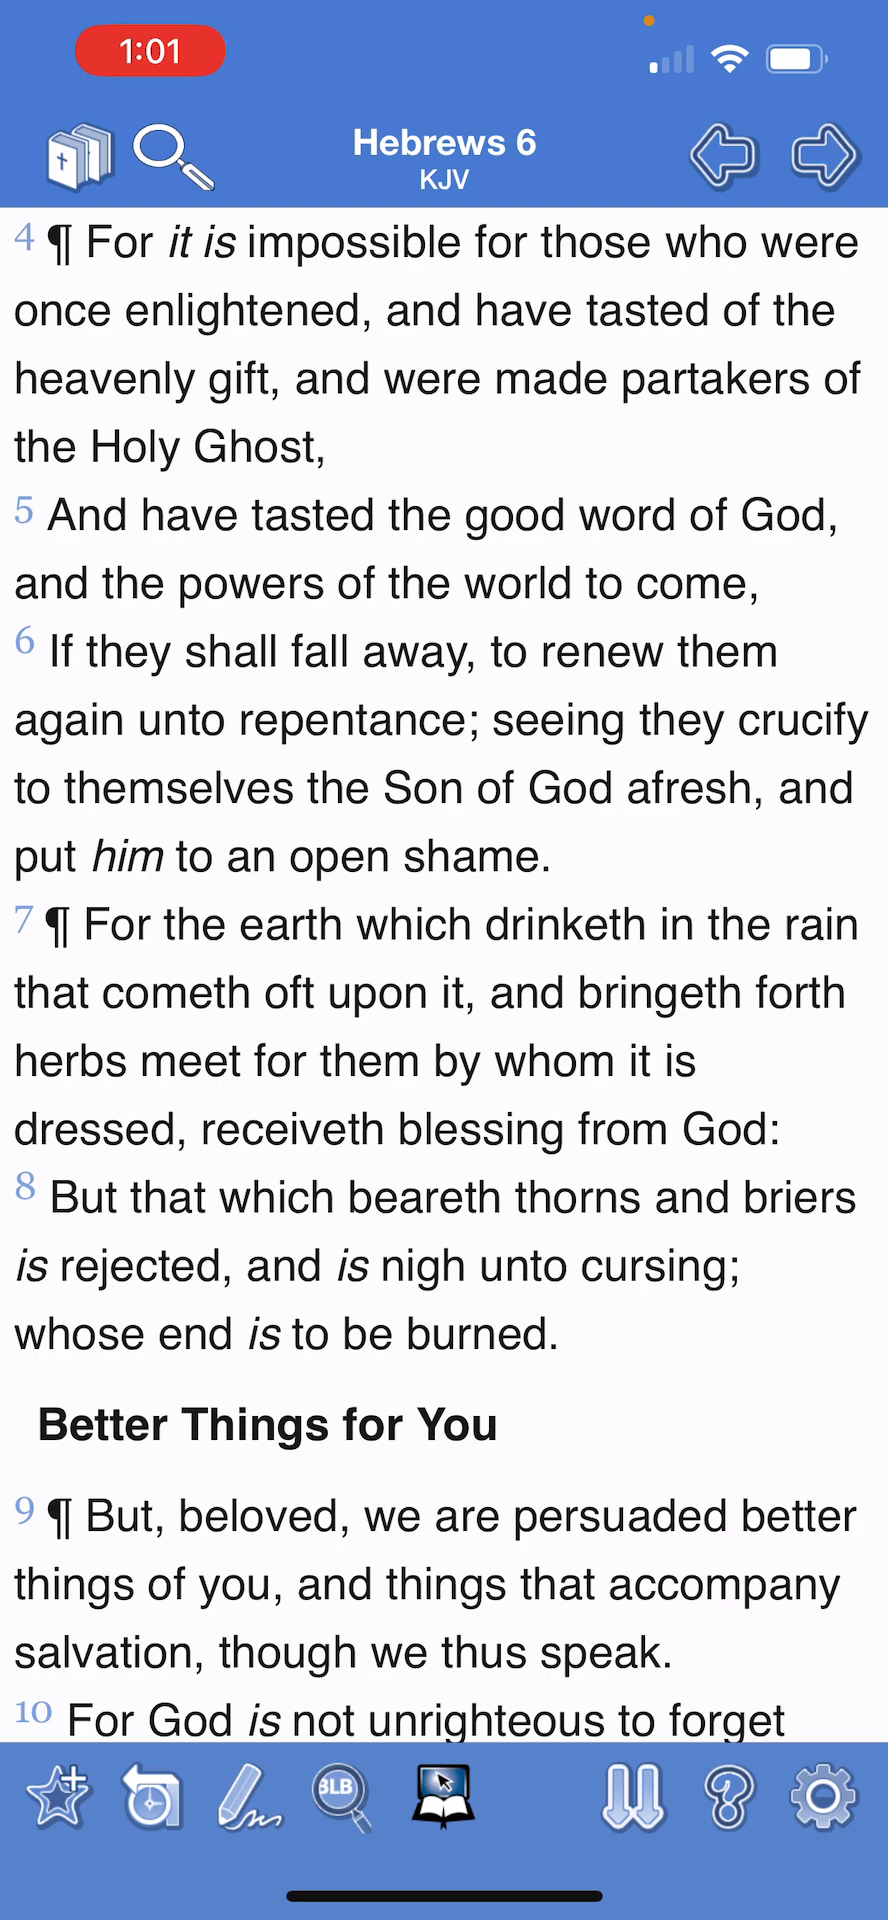 1:01
Hebrews 6
KJV
4 ¶ For it is impossible for those who were
once enlightened, and have tasted of the
heavenly gift, and were made partakers of
the Holy Ghost,
5 And have tasted the good word of God,
and the powers of the world to come,
6 If they shall fall away, to renew them
again unto repentance; seeing they crucify
to themselves the Son of God afresh, and
put him to an open shame.
7 ¶ For the earth which drinketh in the rain
that cometh oft upon it, and bringeth forth
herbs meet for them by whom it is
dressed, receiveth blessing from God:
8 But that which beareth thorns and briers
is rejected, and is nigh unto cursing;
whose end is to be burned.
Better Things for You
9 ¶ But, beloved, we are persuaded better
things of you, and things that accompany
salvation, though we thus speak.
10 For God is not unrighteous to forget
BLB